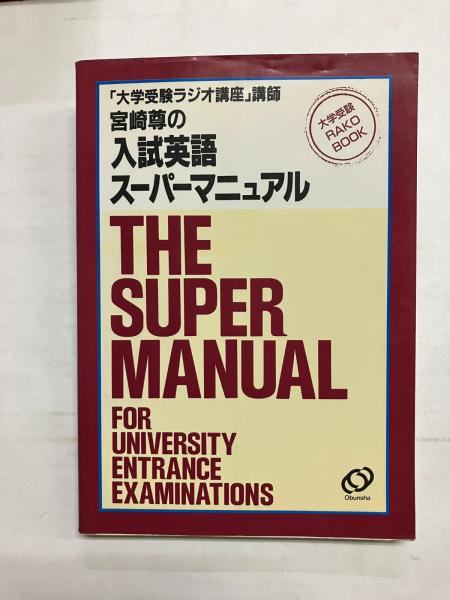 「大学受験ラジオ講座」講師
宮崎尊の
入試英語
スーパーマニュアル
大学受験
RAKO
BOOK
THE
SUPER
MANUAL
FOR
UNIVERSITY
ENTRANCE
EXAMINATIONS
Obunsha